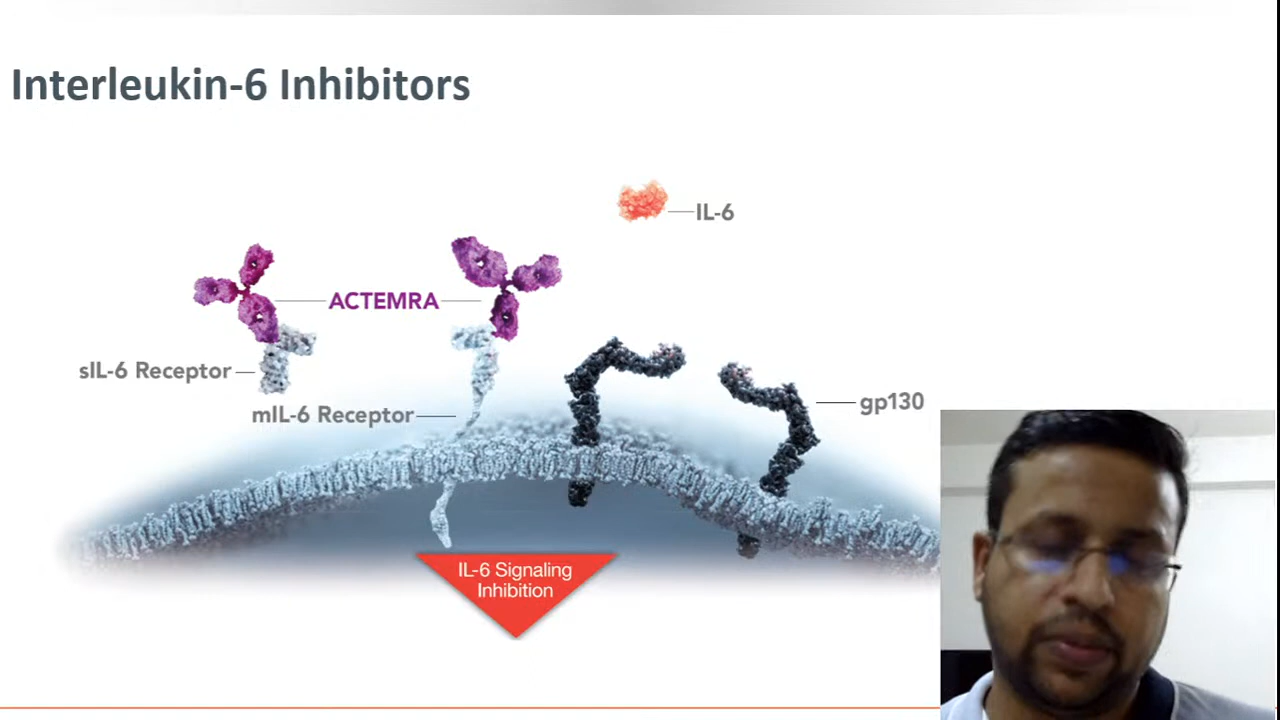 Interleukin-6 Inhibitors
IL-6
ACTEMRA
sIL-6 Receptor
mIL-6 Receptor
gp130
IL-6 Signaling
Inhibition